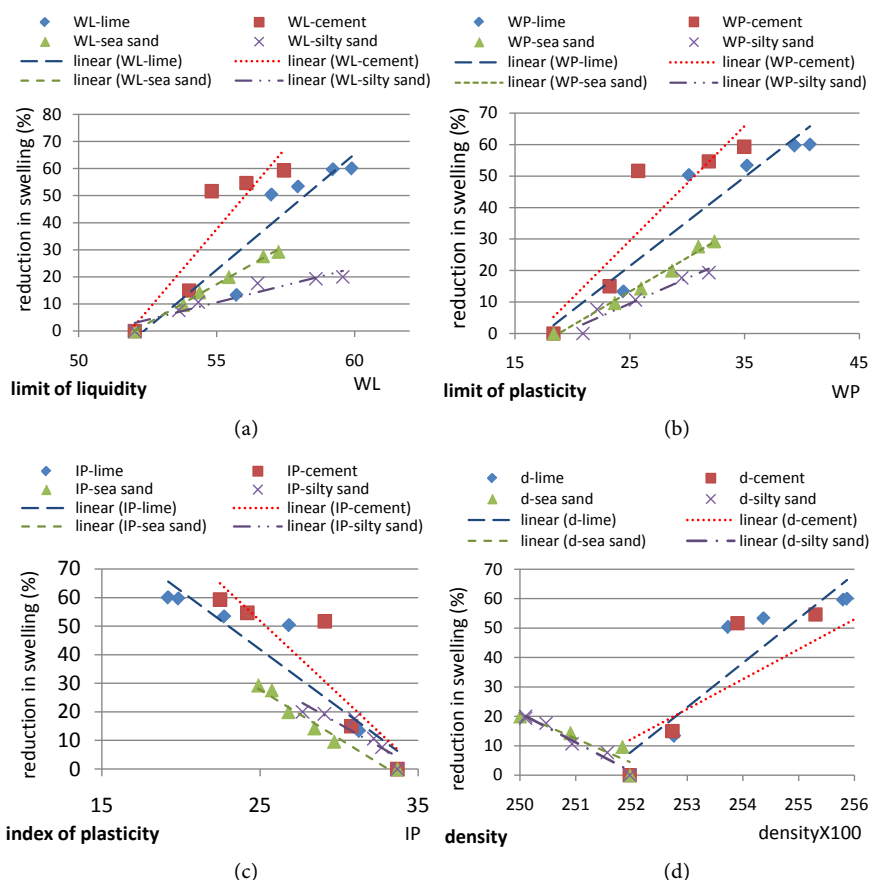 WL-lime WL-cement
WL-sea sand WL-silty sand
linear (WL-lime) linear (WL-cement)
linear (WL-sea sand) linear (WL-silty sand)
reduction in swelling (%)
80
70
60
50
40
30
20
10
0
50 55 60
limit of liquidity WL
(a)
WP-lime WP-cement
WP-sea sand WP-silty sand
linear (WP-lime) linear (WP-cement)
linear (WP-sea sand) linear (WP-silty sand)
reduction in swelling (%)
70
60
50
40
30
20
10
0
15 25 35 45
limit of plasticity WP
(b)
IP-lime IP-cement
IP-sea sand IP-silty sand
linear (IP-lime) linear (IP-cement)
linear (IP-sea sand) linear (IP-silty sand)
reduction in swelling (%)
70
60
50
40
30
20
10
0
15 25 35
index of plasticity IP
(c)
d-lime d-cement
d-sea sand d-silty sand
linear (d-lime) linear (d-cement)
linear (d-sea sand) linear (d-silty sand)
reduction in swelling (%)
70
60
50
40
30
20
10
0
250 251 252 253 254 255 256
density densityX100
(d)